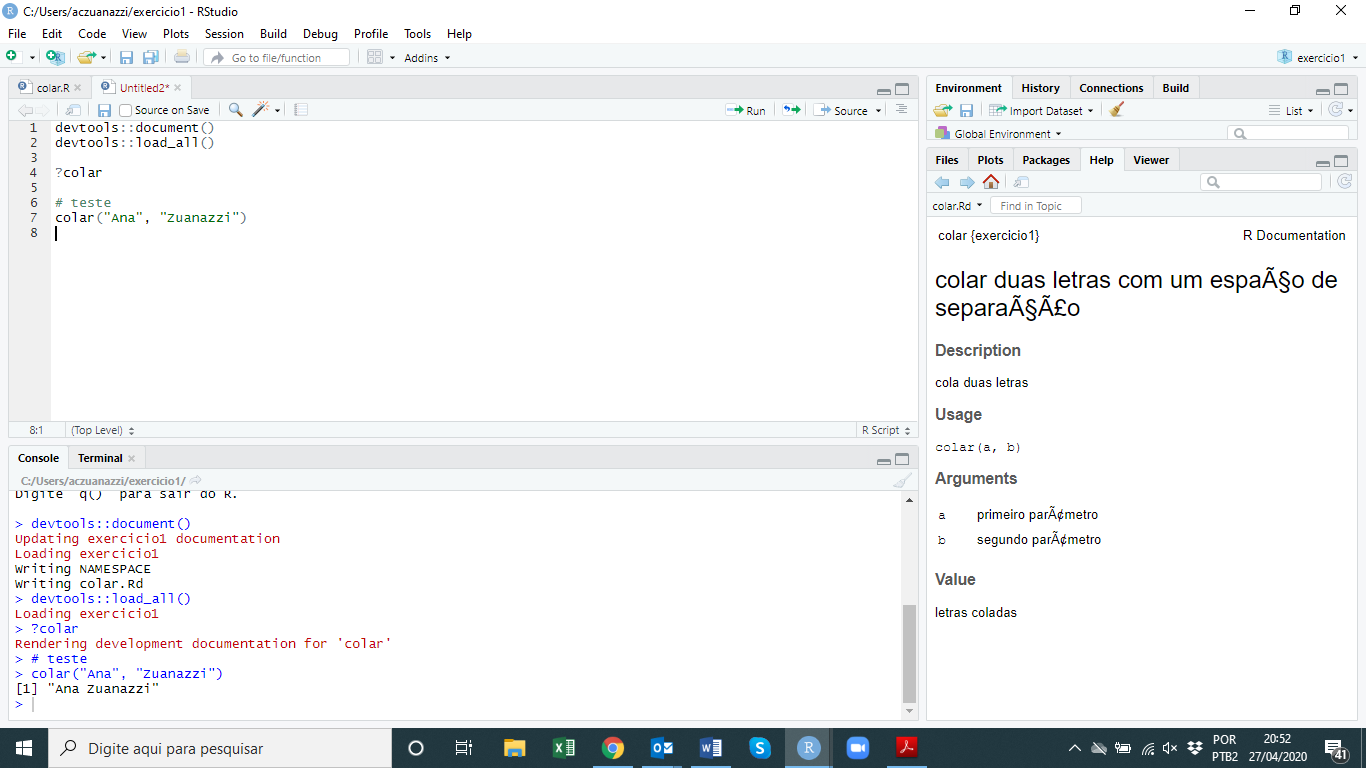 C:/Users/aczuanazzi/exercicio1 - RStudio
File Edit Code View Plots Session Build Debug Profile Tools Help
Go to file/function Addins exercicio1
colar.R Untitled2*
Source on Save Run Source
1 devtools::document()
2 devtools::load_all()
3
4 ?colar
5
6 # teste
7 colar("Ana", "Zuanazzi")
8
8:1 (Top Level) R Script
Console Terminal
C:/Users/aczuanazzi/exercicio1/
Digite q() para sair do R.
> devtools::document()
Updating exercicio1 documentation
Loading exercicio1
Writing NAMESPACE
Writing colar.Rd
> devtools::load_all()
Loading exercicio1
> ?colar
Rendering development documentation for 'colar'
> # teste
> colar("Ana", "Zuanazzi")
[1] "Ana Zuanazzi"
>
Environment History Connections Build
Import Dataset List
Global Environment
Files Plots Packages Help Viewer
colar.Rd Find in Topic
colar {exercicio1} R Documentation
colar duas letras com um espaÃ§o de
separaÃ§Ã£o
Description
cola duas letras
Usage
colar(a, b)
Arguments
a primeiro parÃ¢metro
b segundo parÃ¢metro
Value
letras coladas
Digite aqui para pesquisar
POR
PTB2
20:52
27/04/2020
41